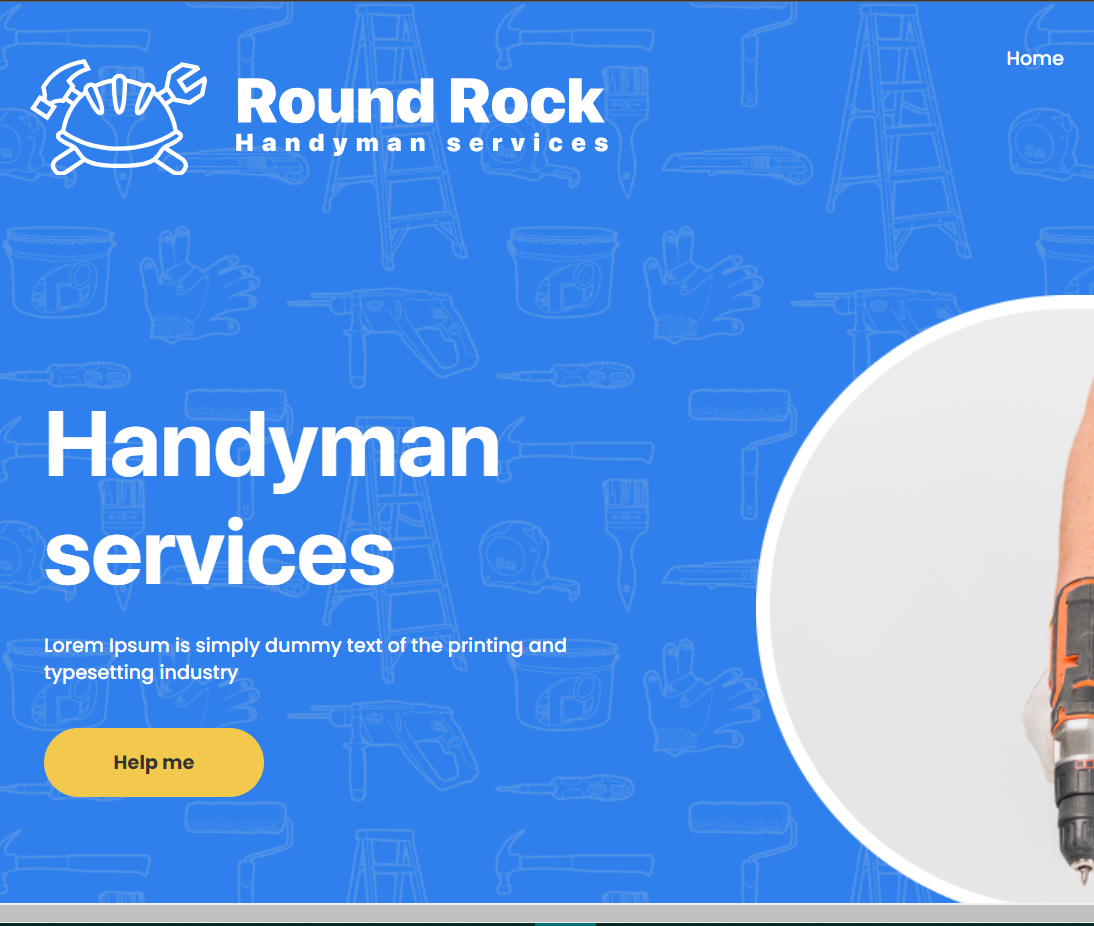 Home
Round Rock
Handyman services
Handyman
services
Lorem Ipsum is simply dummy text of the printing and
typesetting industry
Help me